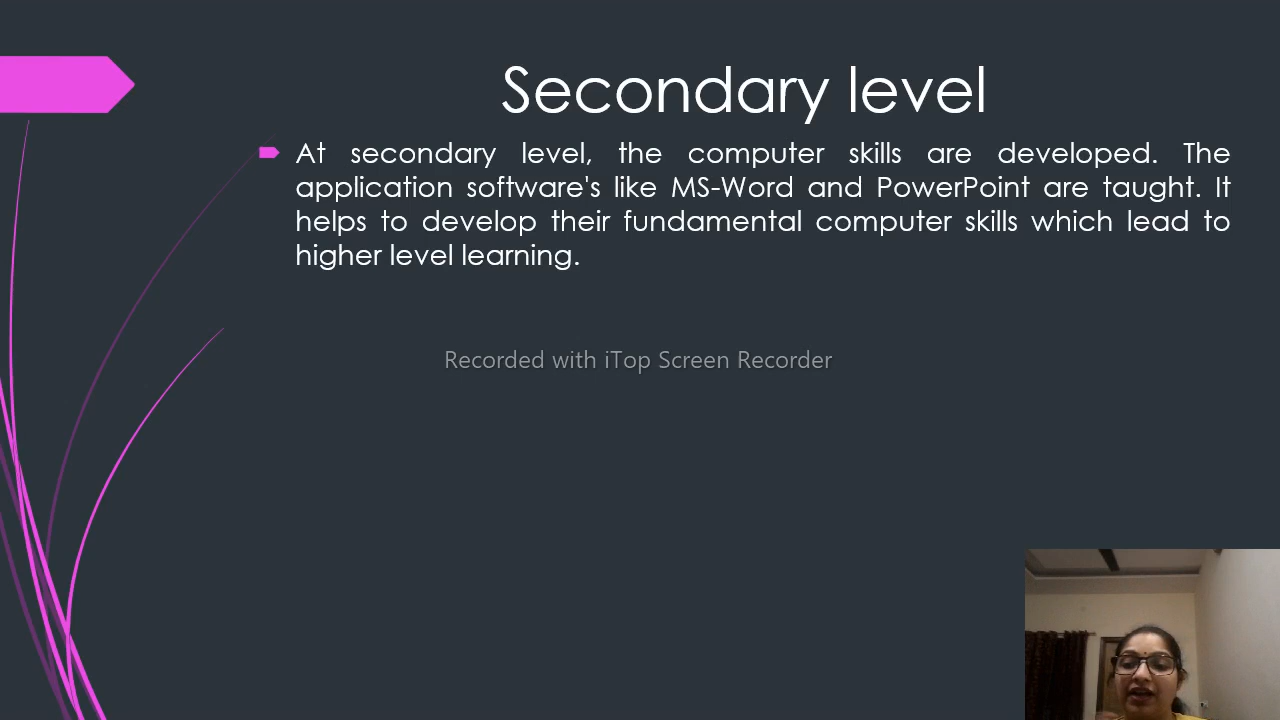 Secondary level
At secondary level, the computer skills are developed. The
application software's like MS-Word and PowerPoint are taught. It
helps to develop their fundamental computer skills which lead to
higher level learning.
Recorded with iTop Screen Recorder